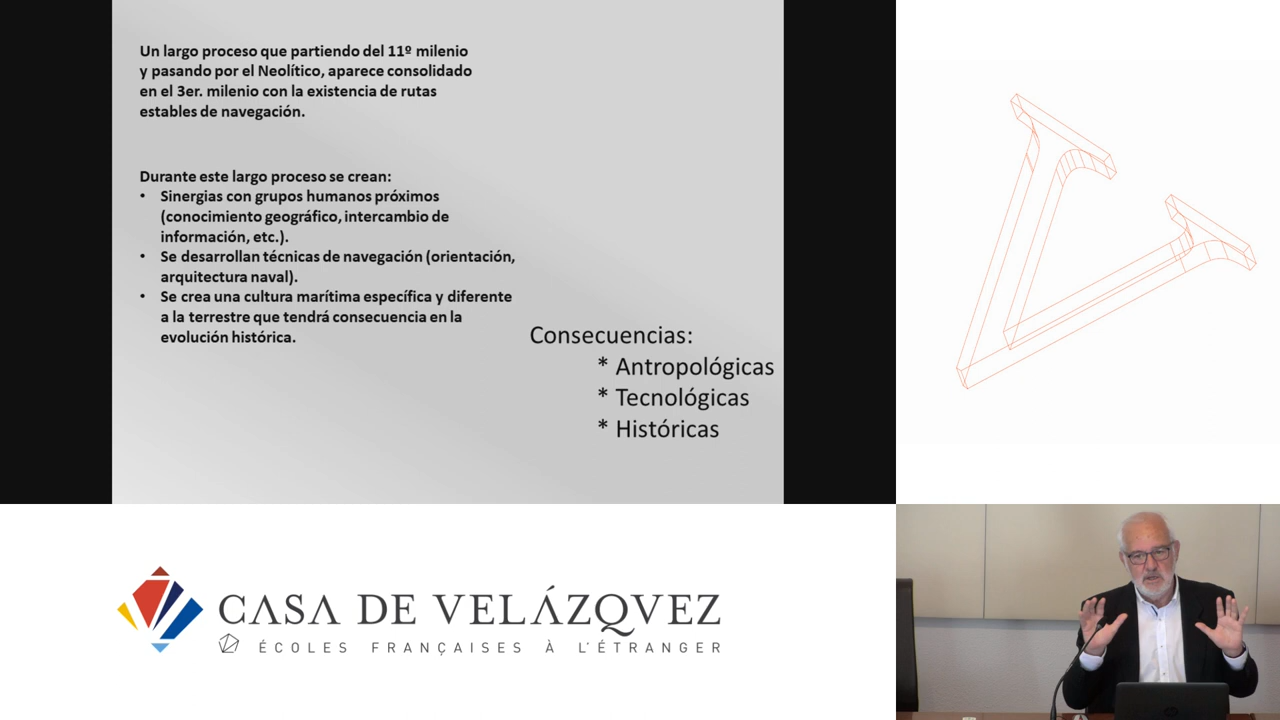 Un largo proceso que partiendo del 11º milenio
y pasando por el Neolítico, aparece consolidado
en el 3er. milenio con la existencia de rutas
estables de navegación.
Durante este largo proceso se crean:
• Sinergias con grupos humanos próximos
(conocimiento geográfico, intercambio de
información, etc.).
• Se desarrollan técnicas de navegación (orientación,
arquitectura naval).
• Se crea una cultura marítima específica y diferente
a la terrestre que tendrá consecuencia en la
evolución histórica.
Consecuencias:
* Antropológicas
* Tecnológicas
* Históricas
CASA DE VELÁZQVEZ
ÉCOLES FRANÇAISES À L'ÉTRANGER